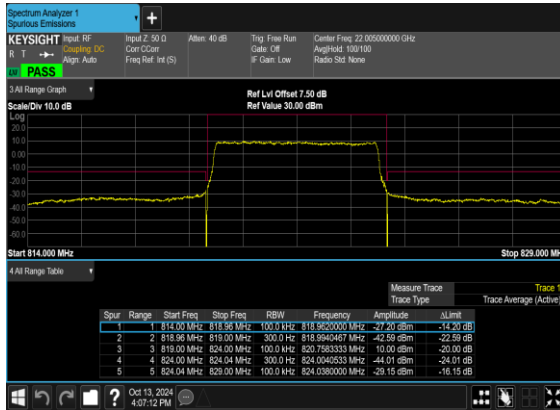 Spectrum Analyzer 1
Spurious Emissions
KEYSIGHT Input: RF Input Z: 50 Ω Atten: 40 dB Trig: Free Run Center Freq: 22.005000000 GHz
R T Coupling: DC Corr CCorr Gate: Off Avg|Hold: 100/100
Align: Auto Freq Ref: Int (S) IF Gain: Low Radio Std: None
PASS
3 All Range Graph
Ref Lvl Offset 7.50 dB
Scale/Div 10.0 dB Ref Value 30.00 dBm
Log
20.0
10.0
0.00
-10.0
-20.0
-30.0
-40.0
-50.0
-60.0
Start 814.000 MHz Stop 829.000 MH
4 All Range Table
Measure Trace Trace 1
Trace Type Trace Average (Active)
Spur Range Start Freq Stop Freq RBW Frequency Amplitude ΔLimit
1 1 814.00 MHz 818.96 MHz 100.0 kHz 818.9620000 MHz -27.20 dBm -14.20 dB
2 2 818.96 MHz 819.00 MHz 300.0 Hz 818.9940467 MHz -42.59 dBm -22.59 dB
3 3 819.00 MHz 824.00 MHz 100.0 kHz 820.7583333 MHz 10.00 dBm -20.00 dB
4 4 824.00 MHz 824.04 MHz 300.0 Hz 824.0040533 MHz -44.01 dBm -24.01 dB
5 5 824.04 MHz 829.00 MHz 100.0 kHz 824.0380000 MHz -29.15 dBm -16.15 dB
? Oct 13, 2024
4:07:12 PM